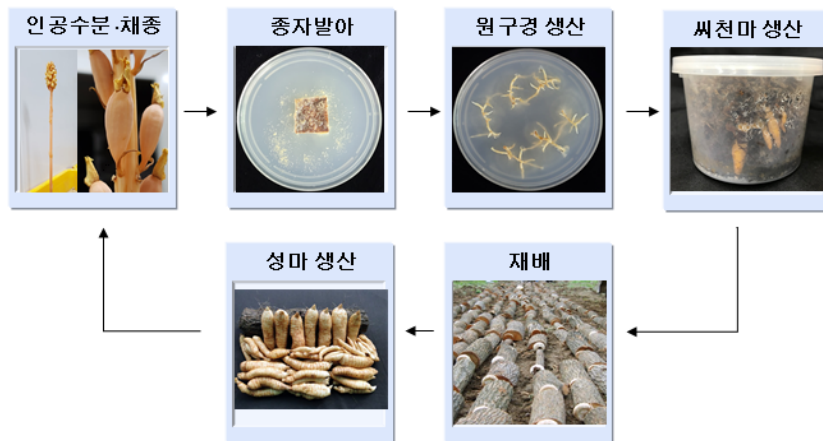 인공수분·채종
종자발아
원구경 생산
씨천마 생산
성마 생산
재배